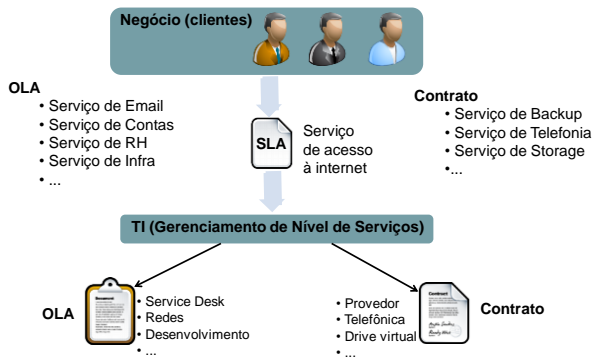 Negócio (clientes)
OLA
• Serviço de Email
• Serviço de Contas
• Serviço de RH
• Serviço de Infra
• ...
SLA
Serviço
de acesso
à internet
Contrato
• Serviço de Backup
• Serviço de Telefonia
• Serviço de Storage
•...
TI (Gerenciamento de Nível de Serviços)
OLA
• Service Desk
• Redes
• Desenvolvimento
• ...
• Provedor
• Telefônica
• Drive virtual
• ...
Contract
Contrato